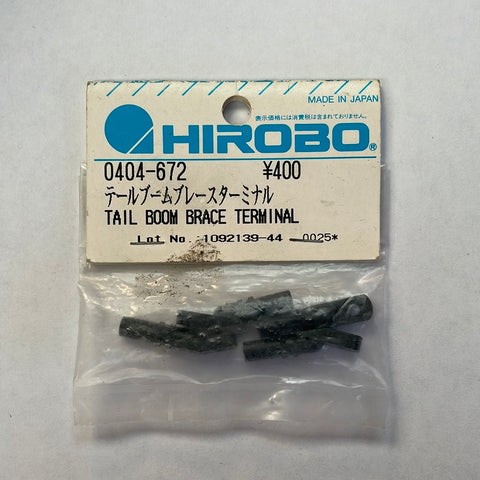 MADE IN JAPAN
表示価格には消費税は含まれておりません。
HIROBO®
0404-672 ¥400
テールブームブレースターミナル
TAIL BOOM BRACE TERMINAL
Lot No. :1092139-44 0025*